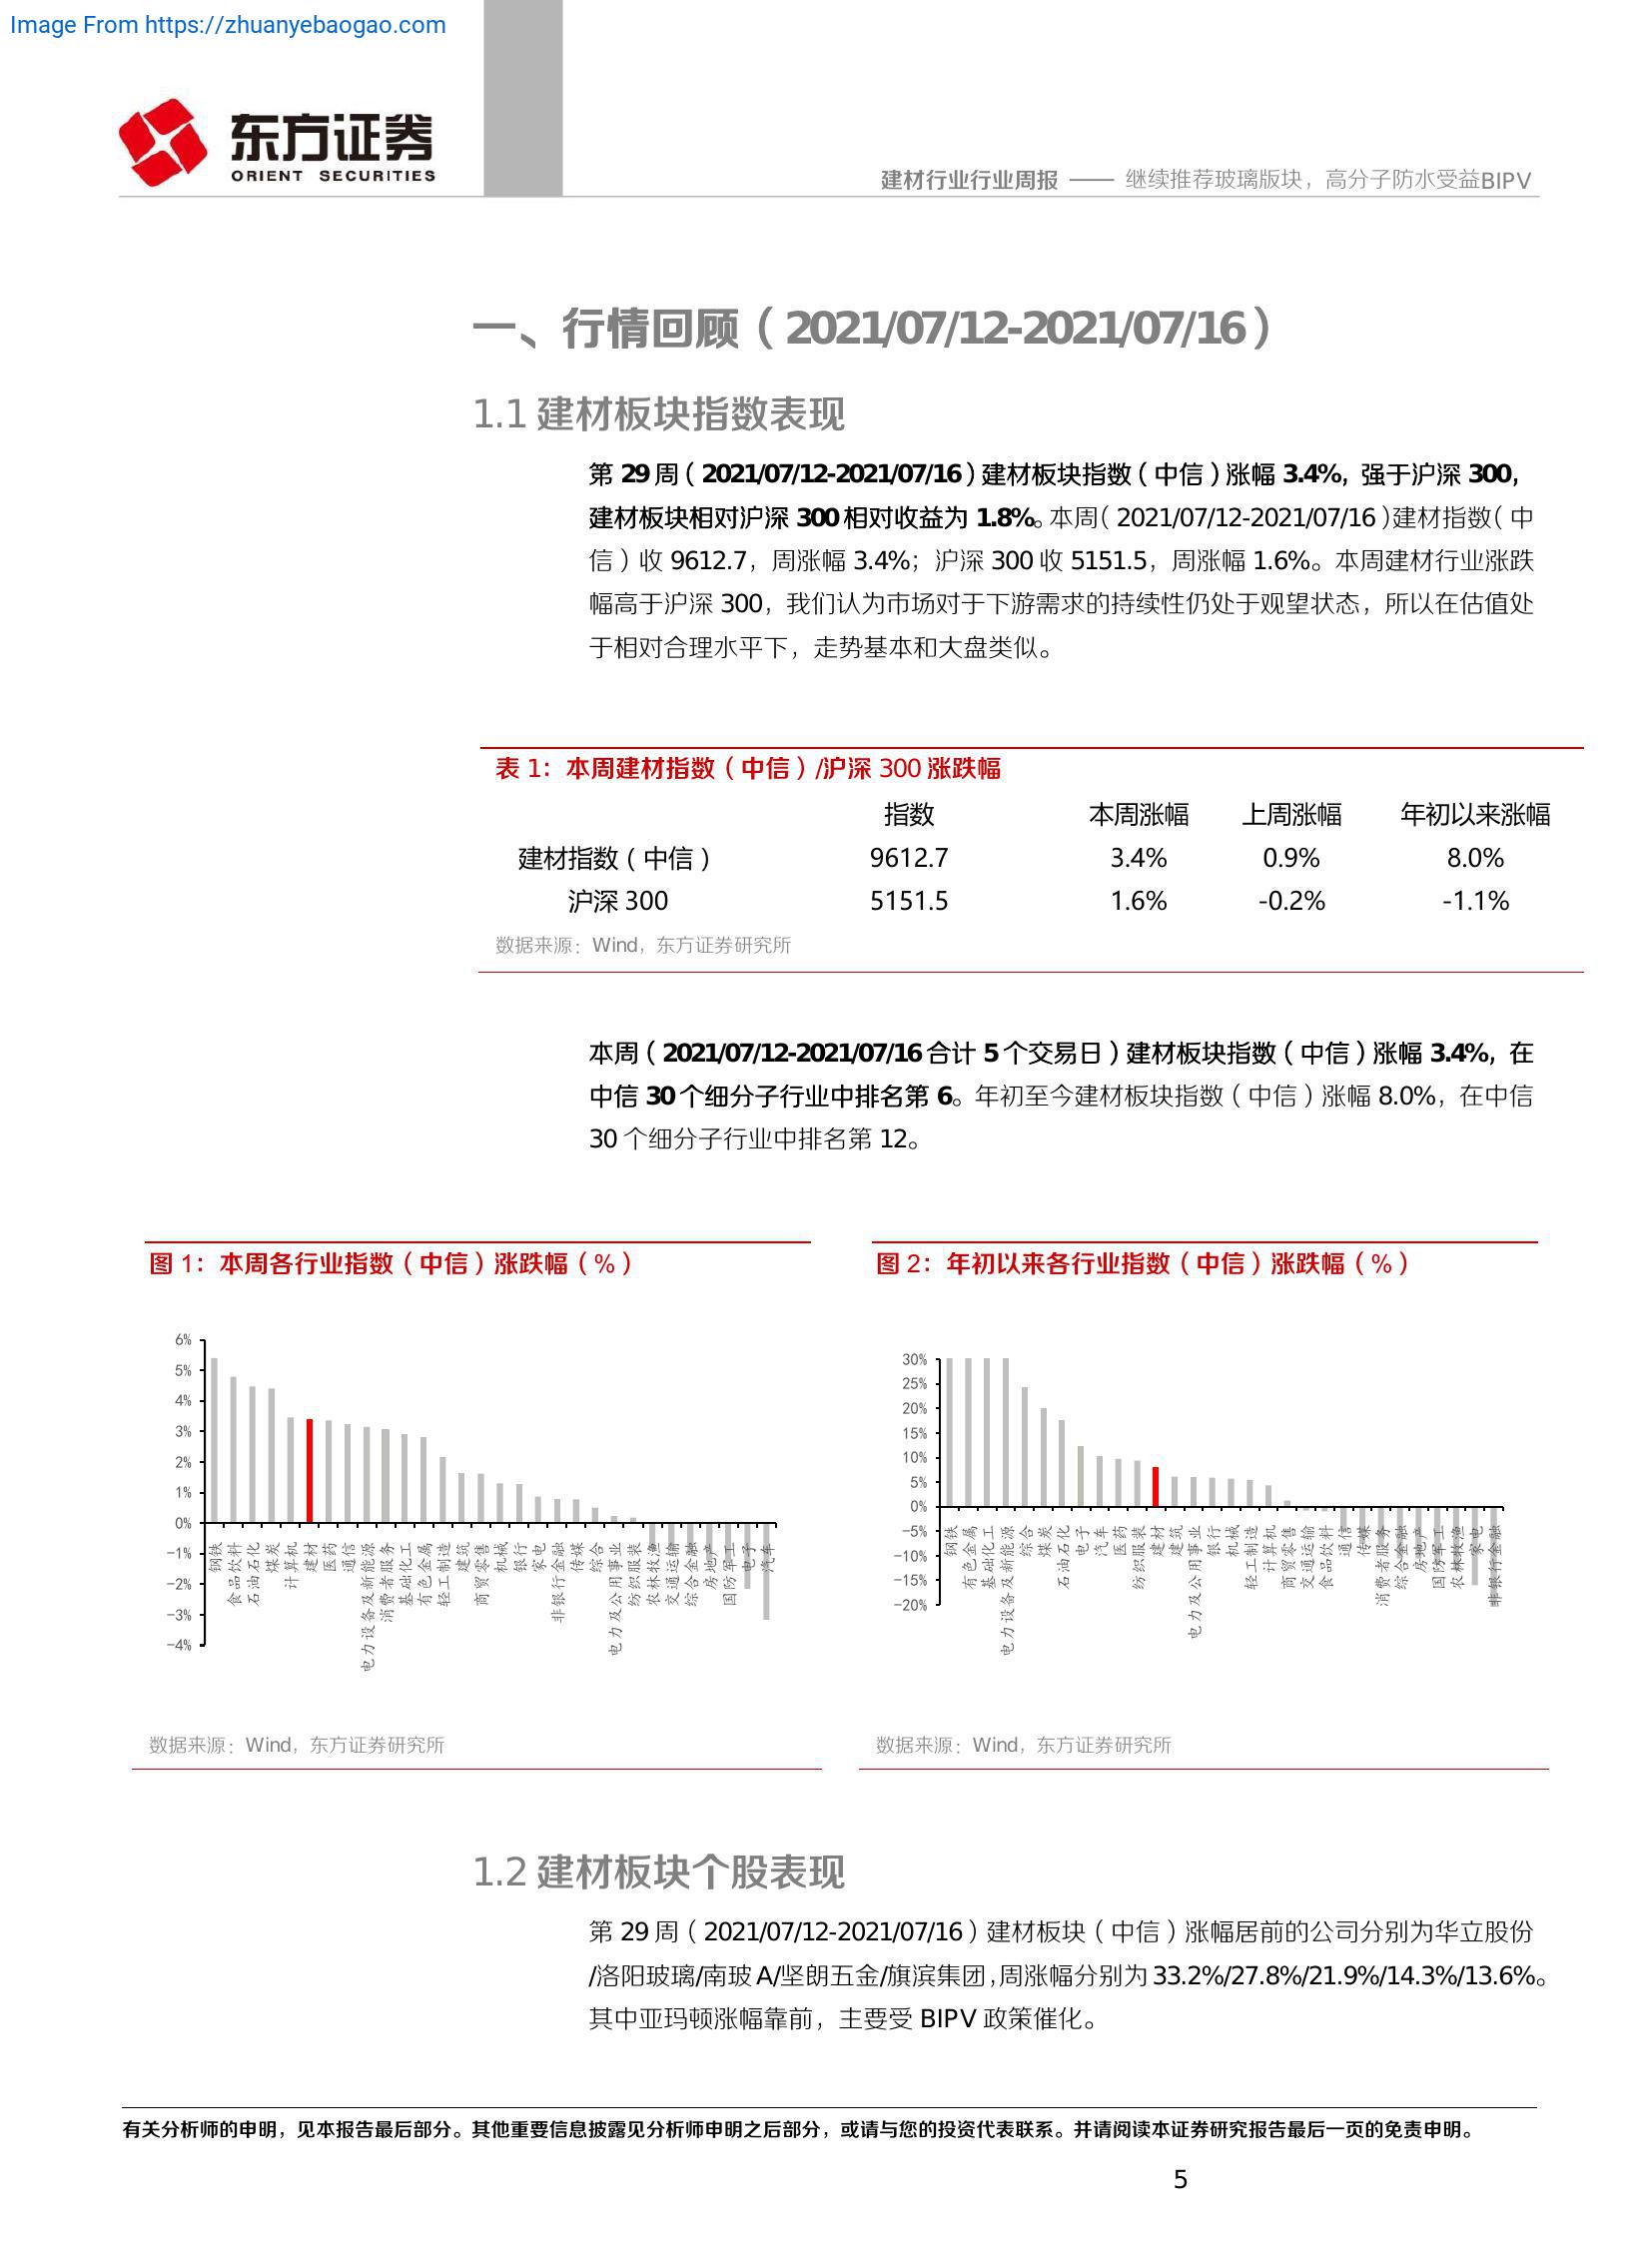 Image From https://zhuanyebaogao.com
东方证券
ORIENT SECURITIES
建材行业行业周报 —— 继续推荐玻璃版块，高分子防水受益BIPV
一、行情回顾（2021/07/12-2021/07/16）
1.1 建材板块指数表现
第 29 周（2021/07/12-2021/07/16）建材板块指数（中信）涨幅 3.4%，强于沪深 300，
建材板块相对沪深 300 相对收益为 1.8%。本周（2021/07/12-2021/07/16）建材指数（中
信）收 9612.7，周涨幅 3.4%；沪深 300 收 5151.5，周涨幅 1.6%。本周建材行业涨跌
幅高于沪深 300，我们认为市场对于下游需求的持续性仍处于观望状态，所以在估值处
于相对合理水平下，走势基本和大盘类似。
表 1：本周建材指数（中信）/沪深 300 涨跌幅
指数 本周涨幅 上周涨幅 年初以来涨幅
建材指数（中信） 9612.7 3.4% 0.9% 8.0%
沪深 300 5151.5 1.6% -0.2% -1.1%
数据来源：Wind，东方证券研究所
本周（2021/07/12-2021/07/16 合计 5 个交易日）建材板块指数（中信）涨幅 3.4%，在
中信 30 个细分子行业中排名第 6。年初至今建材板块指数（中信）涨幅 8.0%，在中信
30 个细分子行业中排名第 12。
图 1：本周各行业指数（中信）涨跌幅（%）
6%
5%
4%
3%
2%
1%
0%
-1%
-2%
-3%
-4%
钢铁
食品饮料
石油石化
煤炭
计算机
建材
医药
通信
电力设备及新能源
消费者服务
基础化工
有色金属
轻工制造
建筑
商贸零售
机械
银行
家电
非银行金融
传媒
综合
电力及公用事业
纺织服装
农林牧渔
交通运输
综合金融
房地产
国防军工
电子
汽车
数据来源：Wind，东方证券研究所
图 2：年初以来各行业指数（中信）涨跌幅（%）
30%
25%
20%
15%
10%
5%
0%
-5%
-10%
-15%
-20%
钢铁
有色金属
基础化工
电力设备及新能源
综合
煤炭
石油石化
电子
汽车
医药
纺织服装
建材
建筑
电力及公用事业
银行
机械
轻工制造
计算机
商贸零售
交通运输
食品饮料
通信
传媒
消费者服务
综合金融
房地产
国防军工
农林牧渔
家电
非银行金融
数据来源：Wind，东方证券研究所
1.2 建材板块个股表现
第 29 周（2021/07/12-2021/07/16）建材板块（中信）涨幅居前的公司分别为华立股份
/洛阳玻璃/南玻 A/坚朗五金/旗滨集团，周涨幅分别为 33.2%/27.8%/21.9%/14.3%/13.6%。
其中亚玛顿涨幅靠前，主要受 BIPV 政策催化。
有关分析师的申明，见本报告最后部分。其他重要信息披露见分析师申明之后部分，或请与您的投资代表联系。并请阅读本证券研究报告最后一页的免责申明。
5